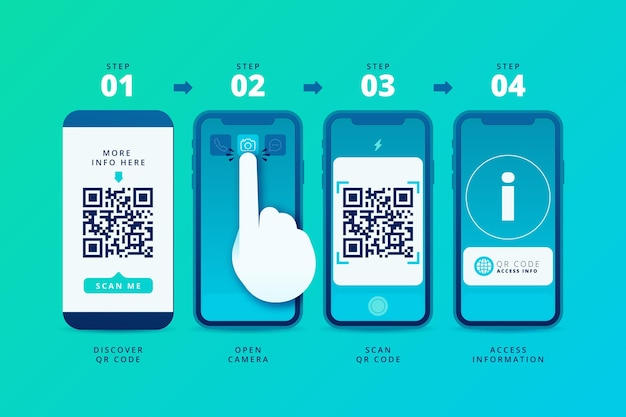 STEP
01
STEP
02
STEP
03
STEP
04
MORE
INFO HERE
SCAN ME
QR CODE
ACCESS INFO
DISCOVER
QR CODE
OPEN
CAMERA
SCAN
QR CODE
ACCESS
INFORMATION